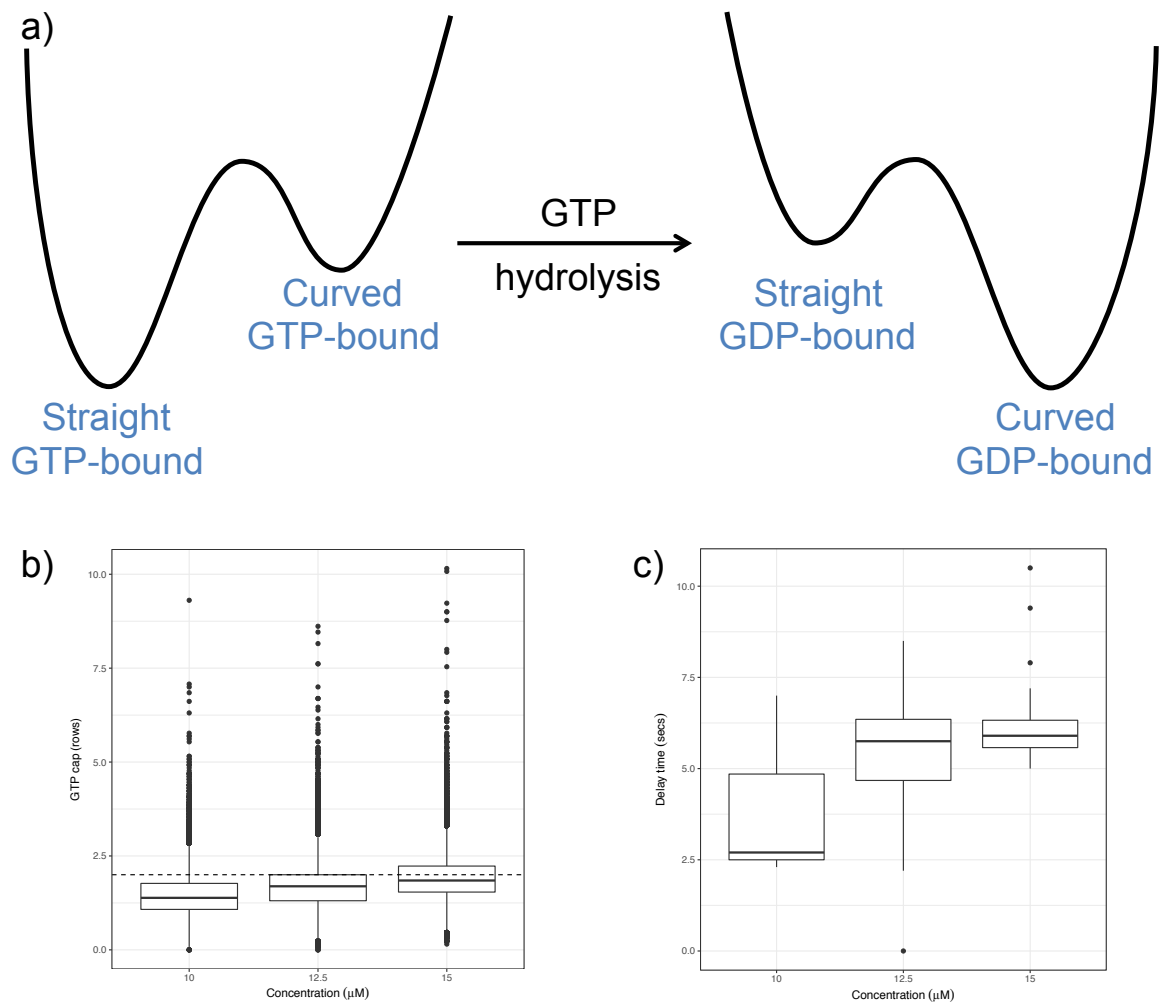 a)
GTP
hydrolysis
Curved
GTP-bound
Straight
GTP-bound
Straight
GDP-bound
Curved
GDP-bound
b)
10.0
7.5
5.0
2.5
0.0
GTP cap (rows)
10
12.5
15
Concentration (μM)
c)
10.0
7.5
5.0
2.5
0.0
Delay time (secs)
10
12.5
15
Concentration (μM)